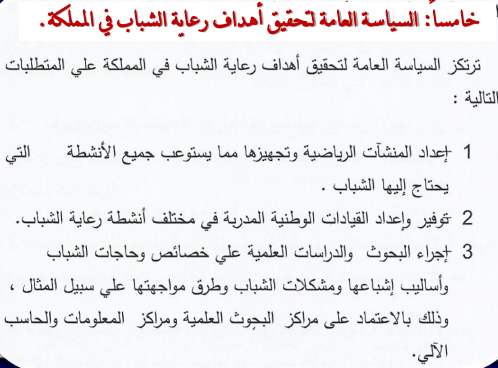 خامسا: السياسة العامة لتحقيق أهداف رعاية الشباب في المملكة.
ترتكز السياسة العامة لتحقيق أهداف رعاية الشباب في المملكة علي المتطلبات
التالية :
1 -إعداد المنشآت الرياضية وتجهيزها مما يستوعب جميع الأنشطة التي
يحتاج إليها الشباب .
2 -توفير وإعداد القيادات الوطنية المدربة في مختلف أنشطة رعاية الشباب.
3 -إجراء البحوث والدراسات العلمية علي خصائص وحاجات الشباب
وأساليب إشباعها ومشكلات الشباب وطرق مواجهتها علي سبيل المثال ،
وذلك بالاعتماد على مراكز البحوث العلمية ومراكز المعلومات والحاسب
الآلي.